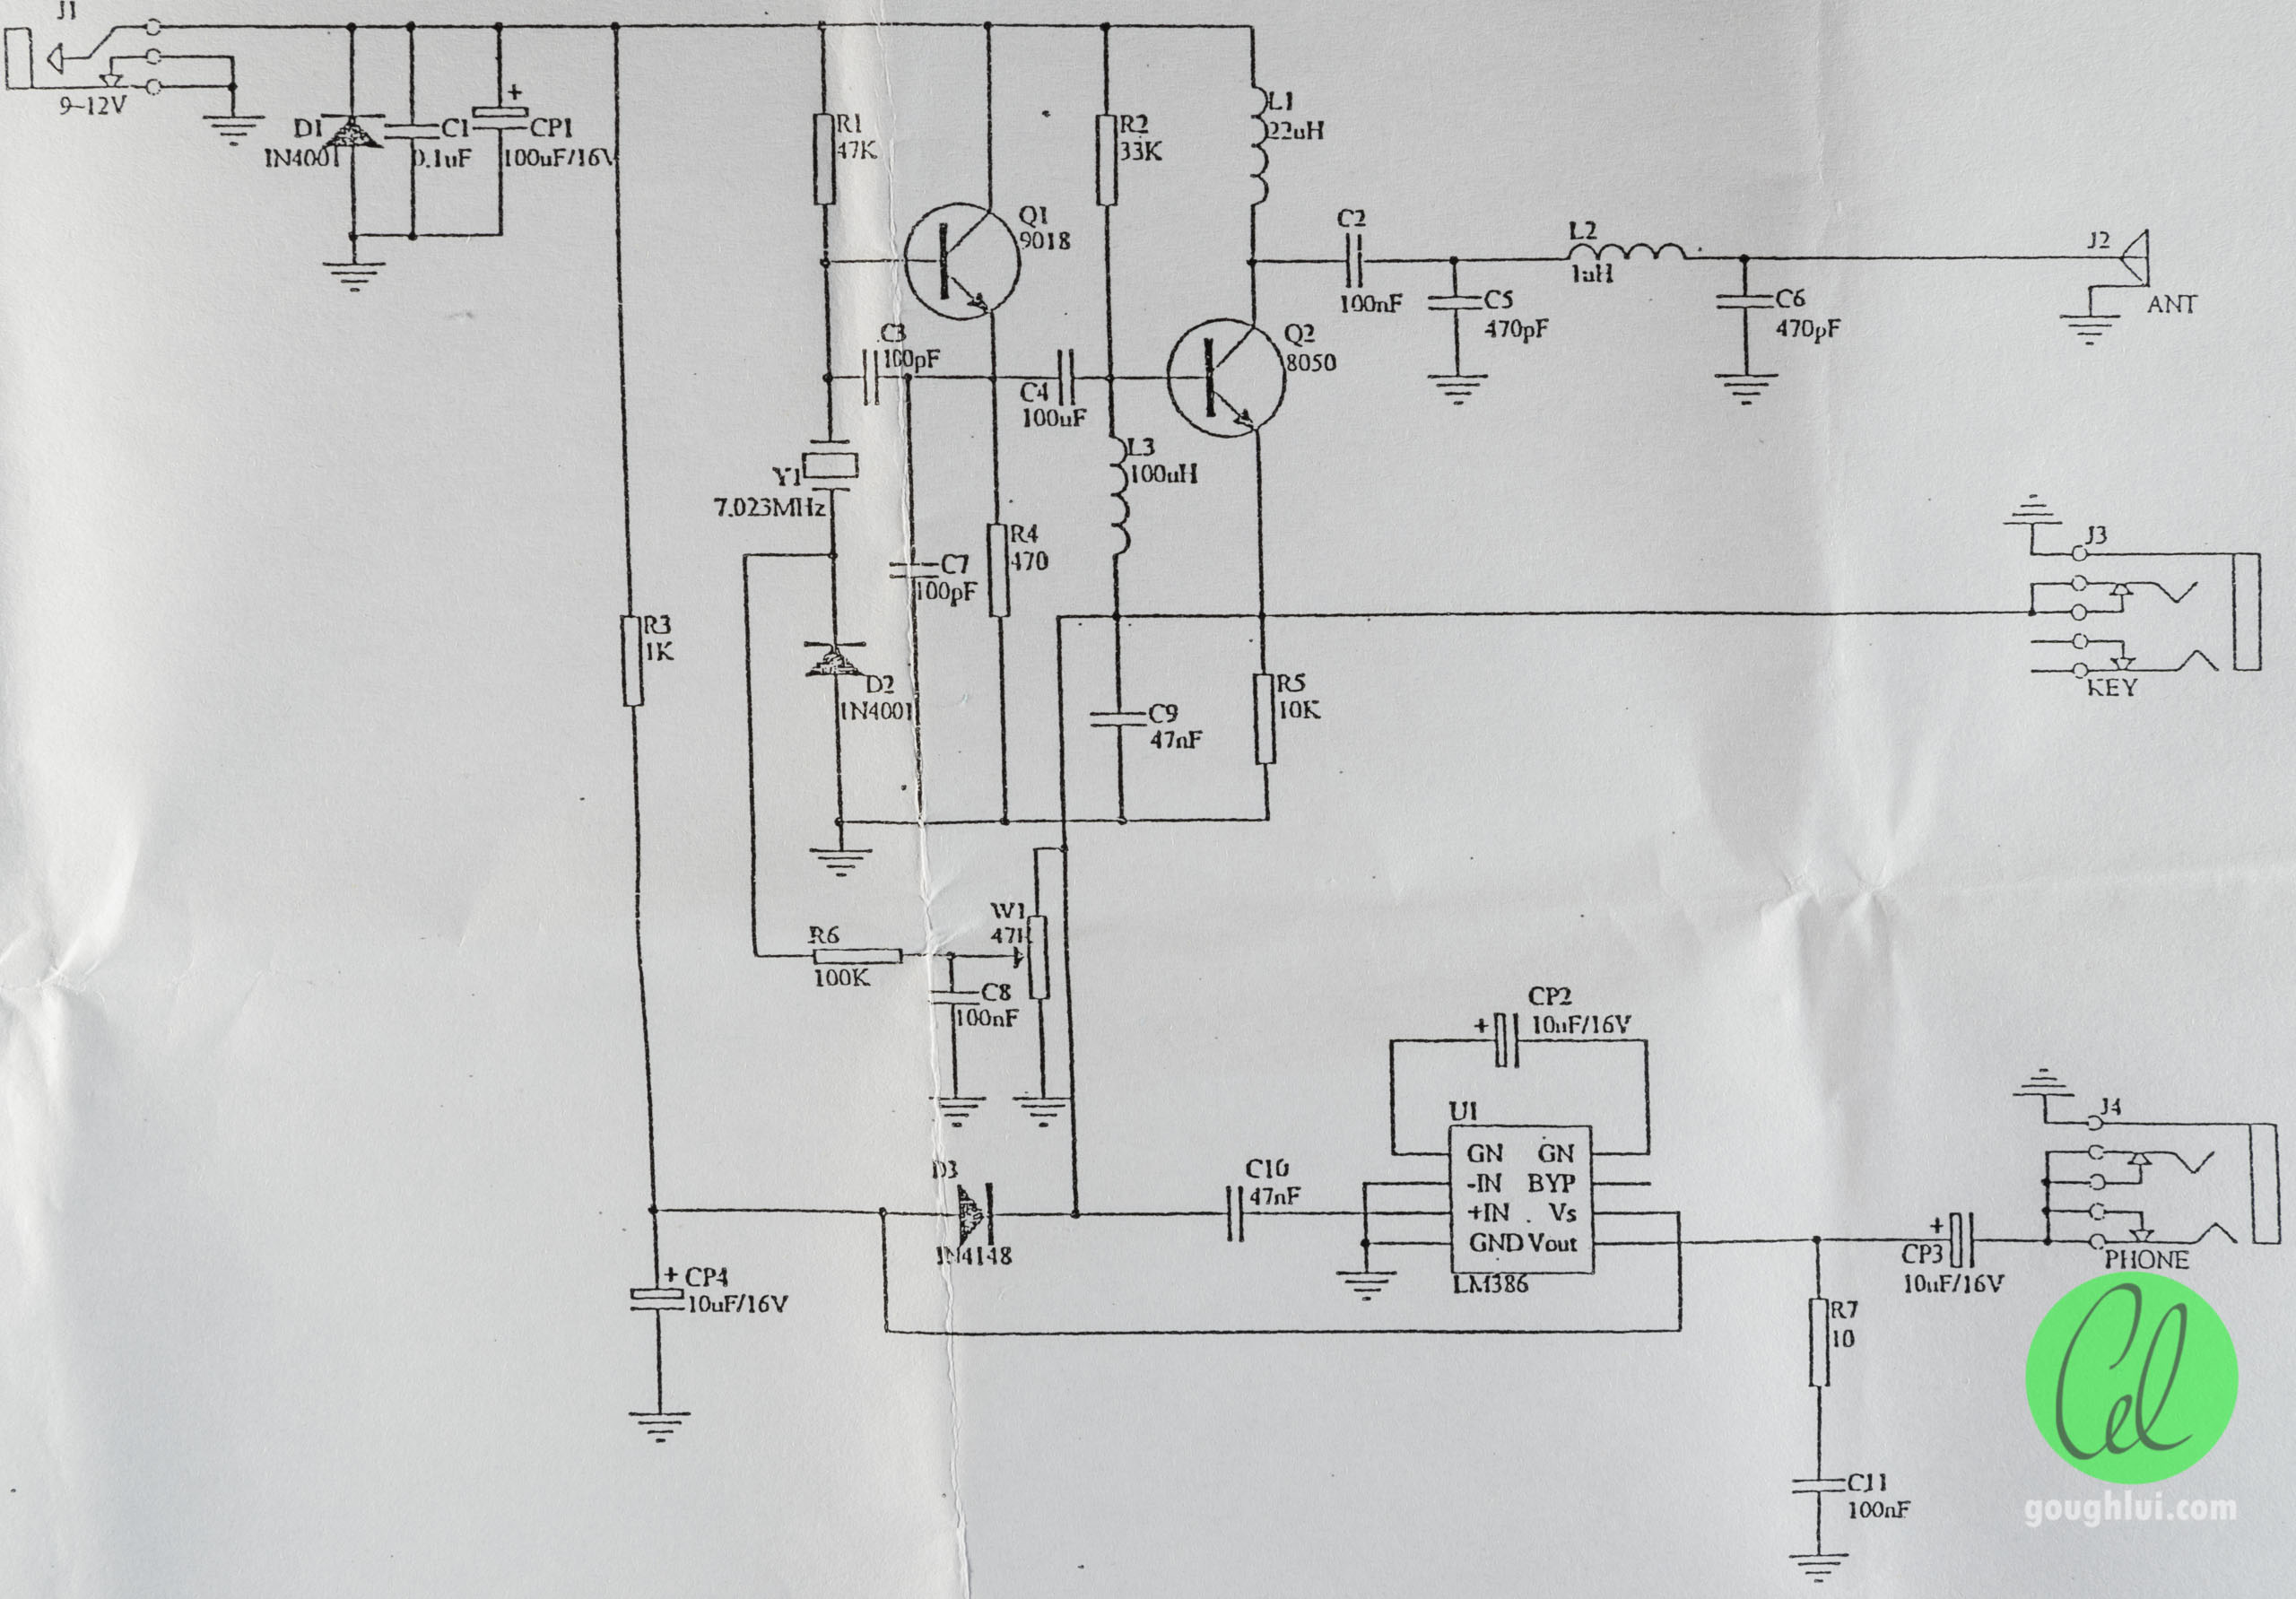 J1
9-12V
D1
1N4001
C1
0.1uF
+
CP1
100uF/16V
R1
47K
Q1
9018
R2
33K
L1
22uH
C2
100nF
L2
1uH
C5
470pF
C6
470pF
J2
ANT
C3
100pF
C4
100uF
Q2
8050
Y1
7.023MHz
L3
100uH
R4
470
C7
100pF
J3
KEY
R3
1K
D2
1N4001
C9
47nF
R5
10K
W1
R6
100K
C8
100nF
CP2
+ 10uF/16V
U1
GN GN
-IN BYP
+IN Vs
GND Vout
LM386
D3
1N4148
C10
47nF
J4
PHONE
+
CP3
10uF/16V
+ CP4
10uF/16V
R7
10
C11
100nF
Cel
goughlui.com